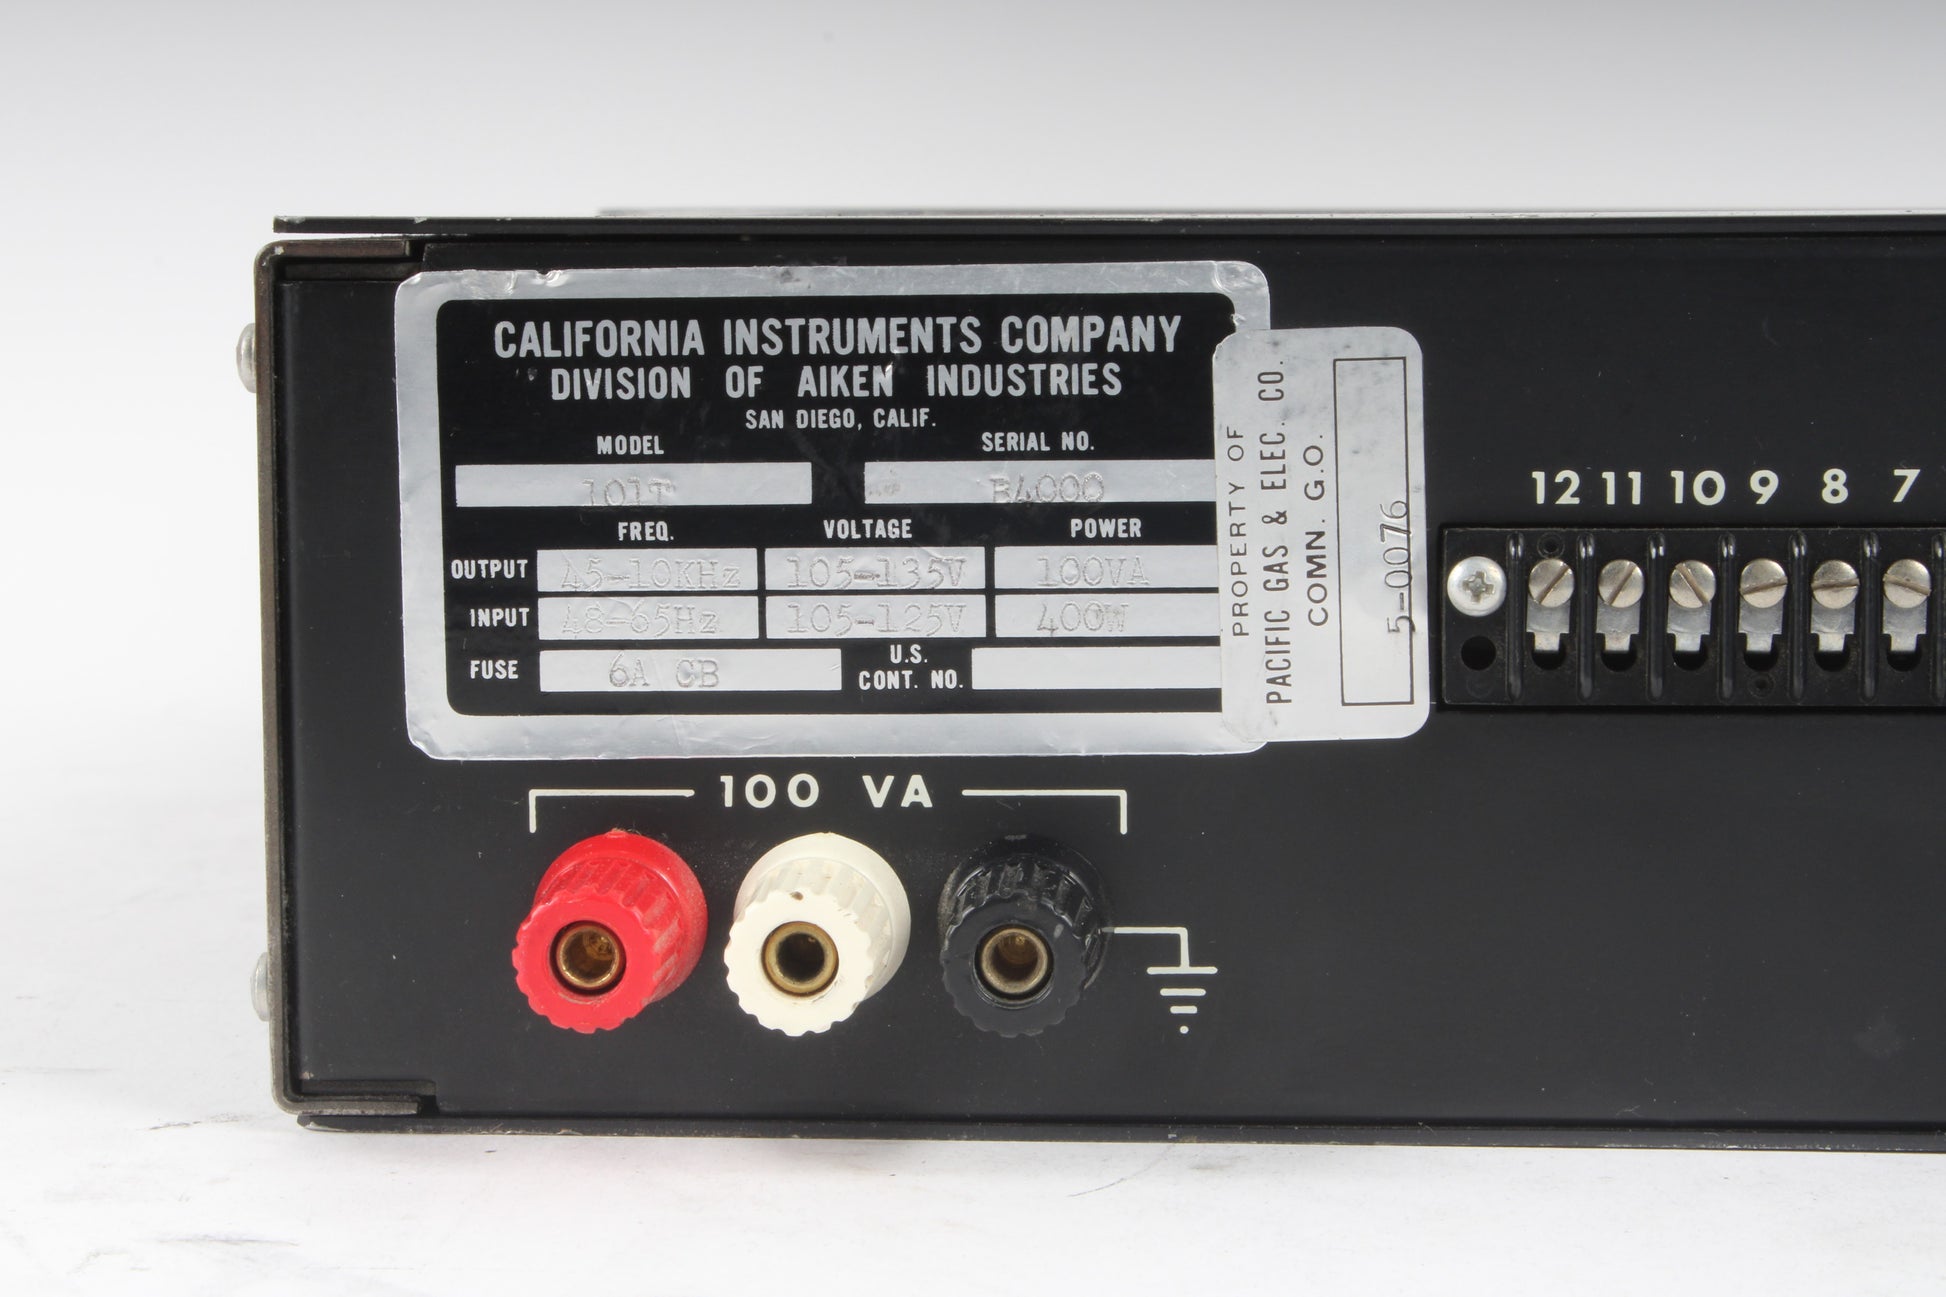 CALIFORNIA INSTRUMENTS COMPANY
DIVISION OF AIKEN INDUSTRIES
SAN DIEGO, CALIF.
MODEL SERIAL NO.
101T B4000
FREQ. VOLTAGE POWER
OUTPUT 45-10KHz 105-135V 100VA
INPUT 48-65Hz 105-125V 400W
FUSE 6A CB U.S. CONT. NO.
PROPERTY OF
PACIFIC GAS & ELEC. CO.
COMN. G.O.
5-0076
12 11 10 9 8 7
100 VA